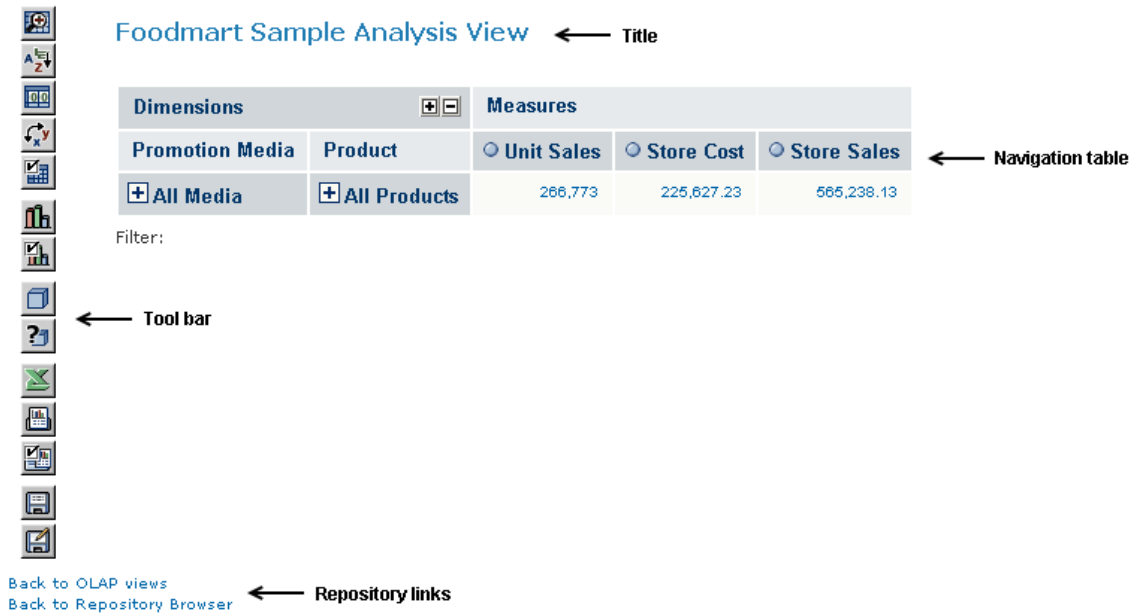 Foodmart Sample Analysis View
Title
Dimensions Measures
Promotion Media Product Unit Sales Store Cost Store Sales
Navigation table
All Media All Products 266,773 225,627.23 565,238.13
Filter:
Tool bar
Back to OLAP views
Back to Repository Browser
Repository links